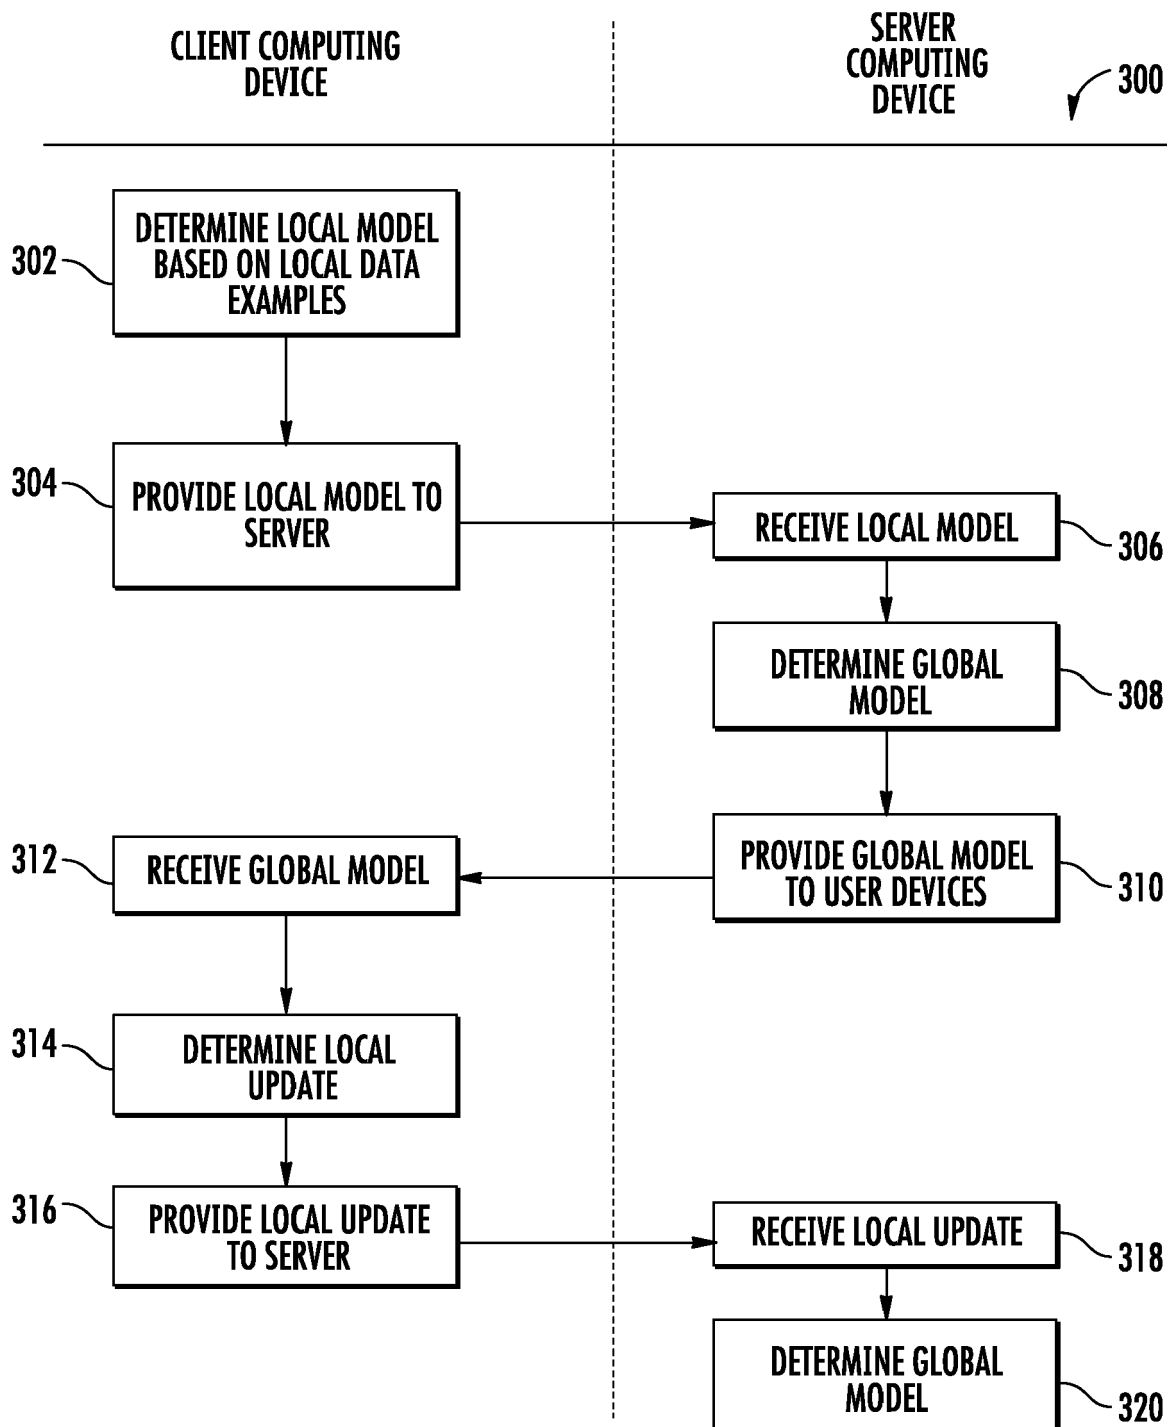 CLIENT COMPUTING
DEVICE
SERVER
COMPUTING
DEVICE
300
302
DETERMINE LOCAL MODEL
BASED ON LOCAL DATA
EXAMPLES
304
PROVIDE LOCAL MODEL TO
SERVER
RECEIVE LOCAL MODEL
306
DETERMINE GLOBAL
MODEL
308
PROVIDE GLOBAL MODEL
TO USER DEVICES
310
312
RECEIVE GLOBAL MODEL
314
DETERMINE LOCAL
UPDATE
316
PROVIDE LOCAL UPDATE
TO SERVER
RECEIVE LOCAL UPDATE
318
DETERMINE GLOBAL
MODEL
320